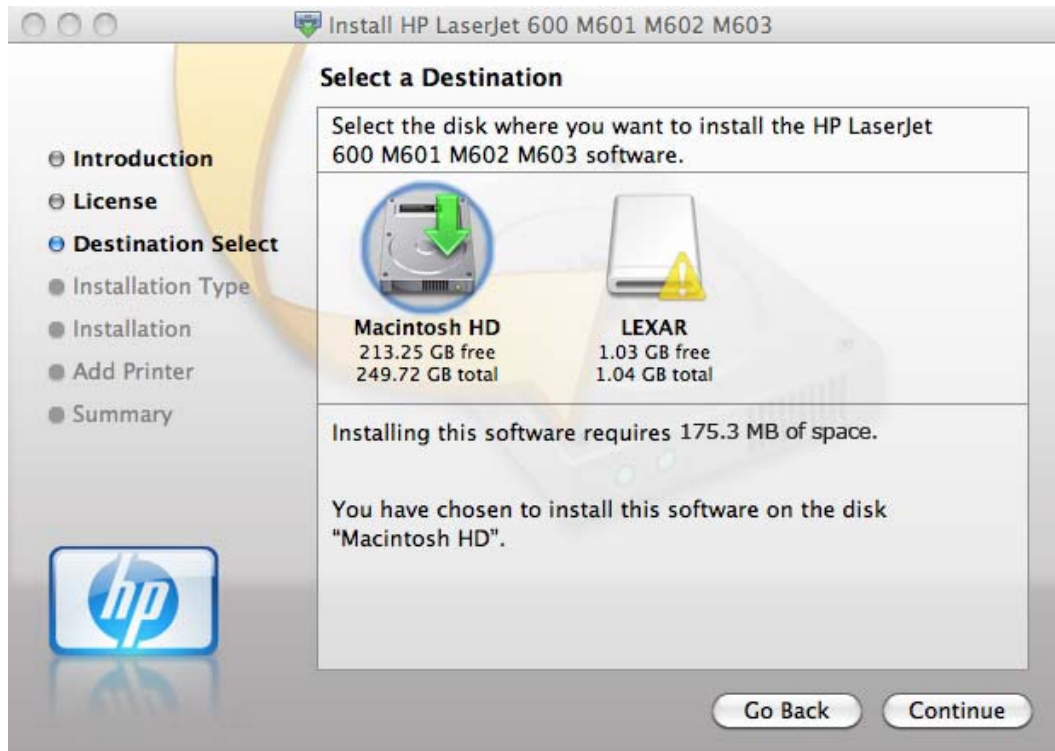 Install HP LaserJet 600 M601 M602 M603
Select a Destination
Introduction
License
Destination Select
Installation Type
Installation
Add Printer
Summary
Select the disk where you want to install the HP LaserJet
600 M601 M602 M603 software.
Macintosh HD
213.25 GB free
249.72 GB total
LEXAR
1.03 GB free
1.04 GB total
Installing this software requires 175.3 MB of space.
You have chosen to install this software on the disk
“Macintosh HD”.
hp
Go Back
Continue